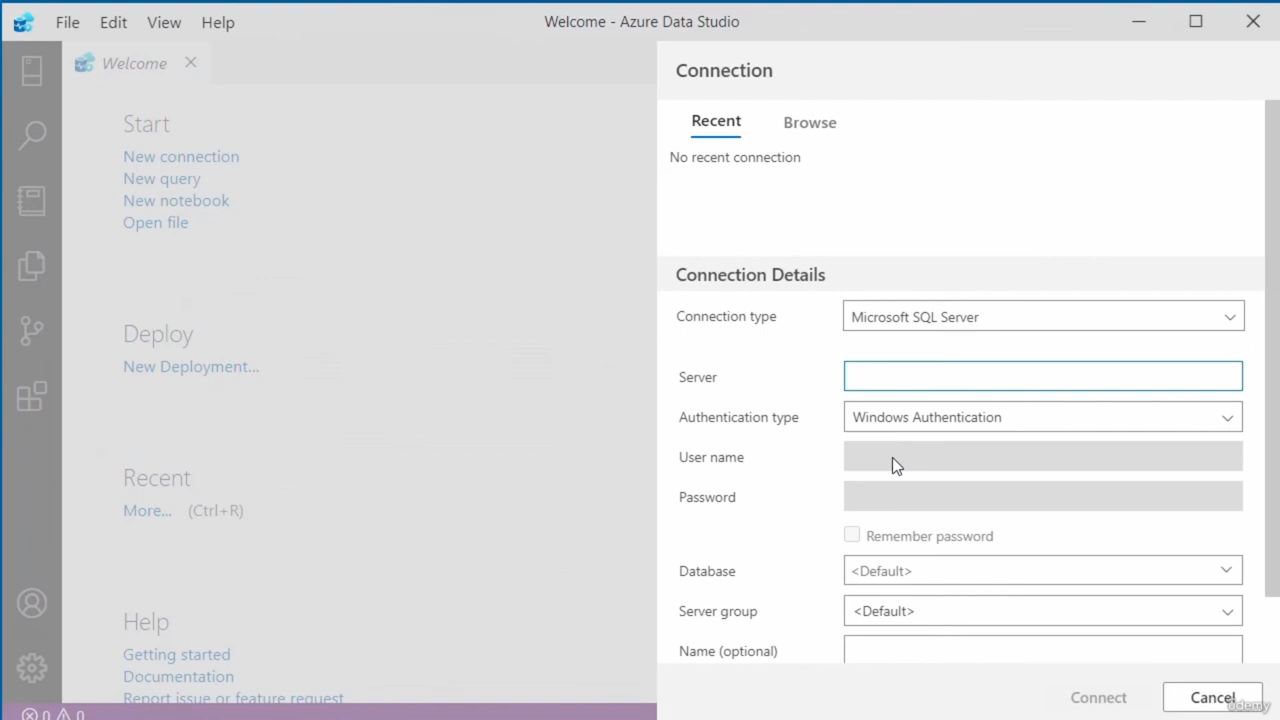 File Edit View Help
Welcome - Azure Data Studio
Welcome
Start
New connection
New query
New notebook
Open file
Deploy
New Deployment...
Recent
More... (Ctrl+R)
Help
Getting started
Documentation
Report issue or feature request
0 0
Connection
Recent Browse
No recent connection
Connection Details
Connection type Microsoft SQL Server
Server
Authentication type Windows Authentication
User name
Password
Remember password
Database <Default>
Server group <Default>
Name (optional)
Connect Cancel
udemy